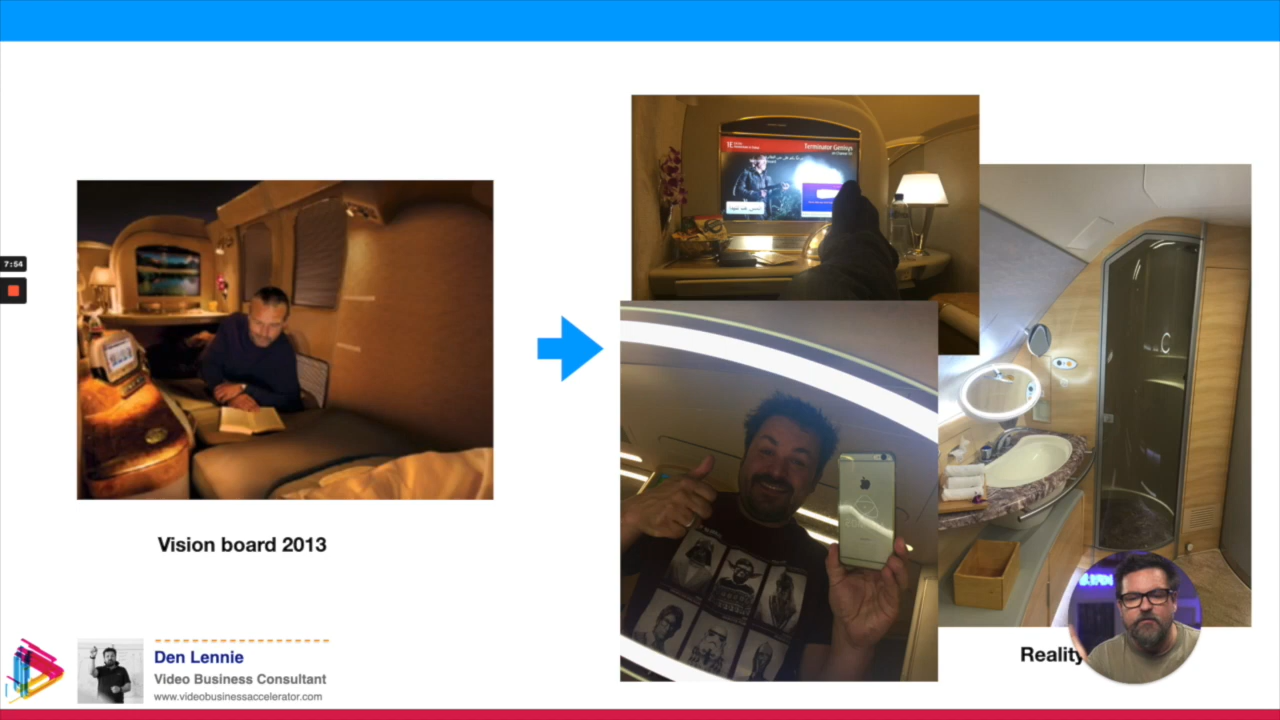 Terminator Genisys
7:54
Vision board 2013
Reality
Den Lennie
Video Business Consultant
www.videobusinessaccelerator.com